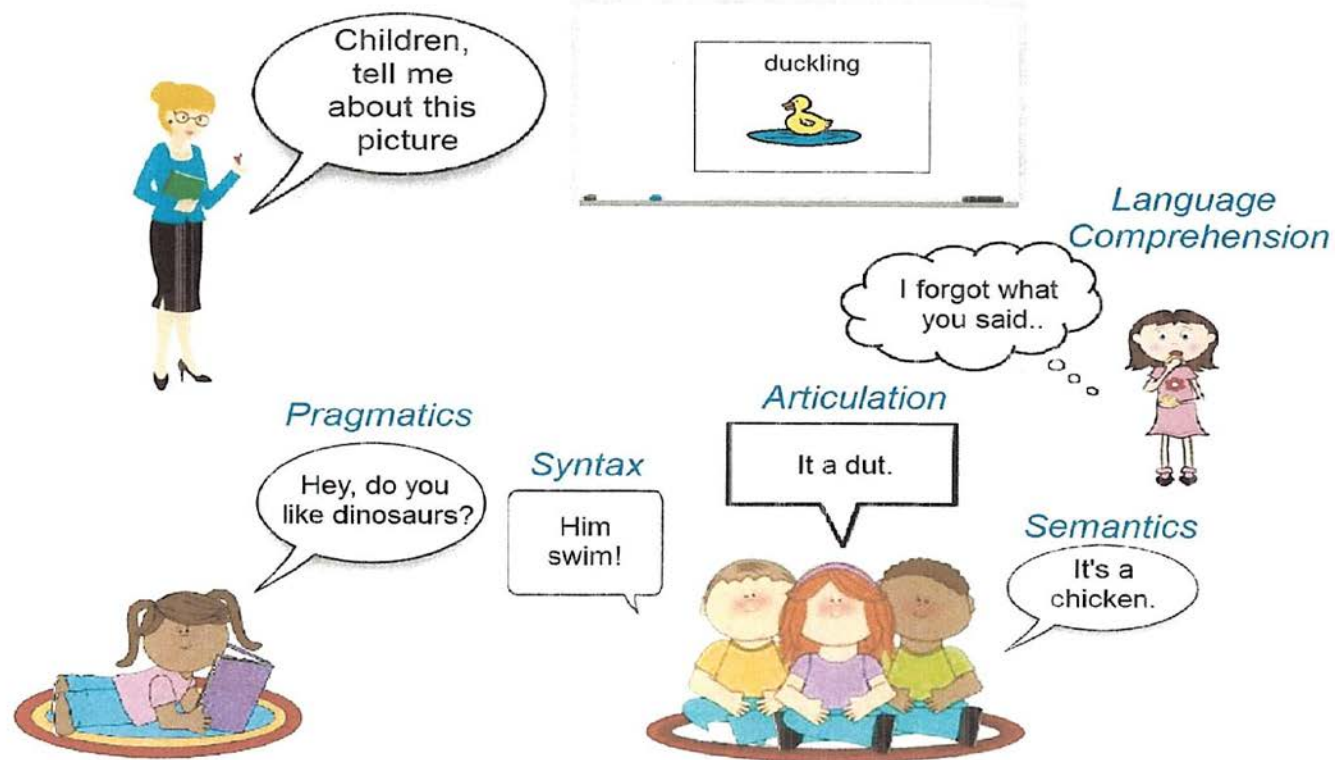 Children,
tell me
about this
picture
duckling
Language
Comprehension
I forgot what
you said..
Pragmatics
Hey, do you
like dinosaurs?
Syntax
Him
swim!
Articulation
It a dut.
Semantics
It's a
chicken.